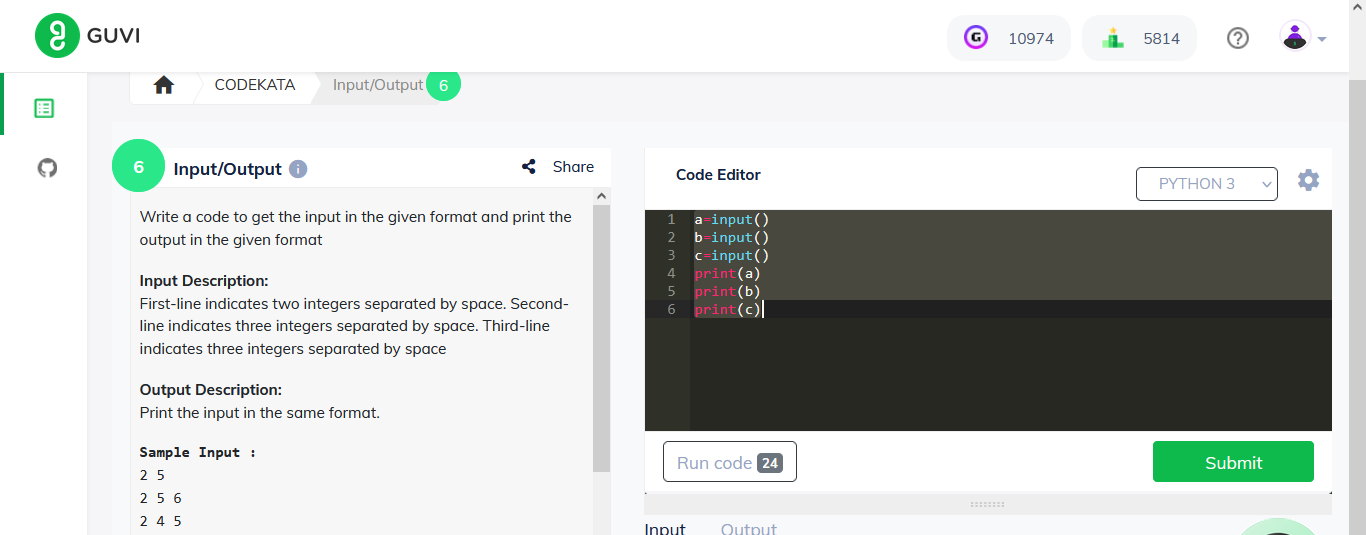 GUVI
10974
5814
CODEKATA
Input/Output
6
6
Input/Output
Share
Write a code to get the input in the given format and print the
output in the given format
Input Description:
First-line indicates two integers separated by space. Second-
line indicates three integers separated by space. Third-line
indicates three integers separated by space
Output Description:
Print the input in the same format.
Sample Input :
2 5
2 5 6
2 4 5
Code Editor
PYTHON 3
1 a=input()
2 b=input()
3 c=input()
4 print(a)
5 print(b)
6 print(c)
Run code 24
Submit
Input
Output